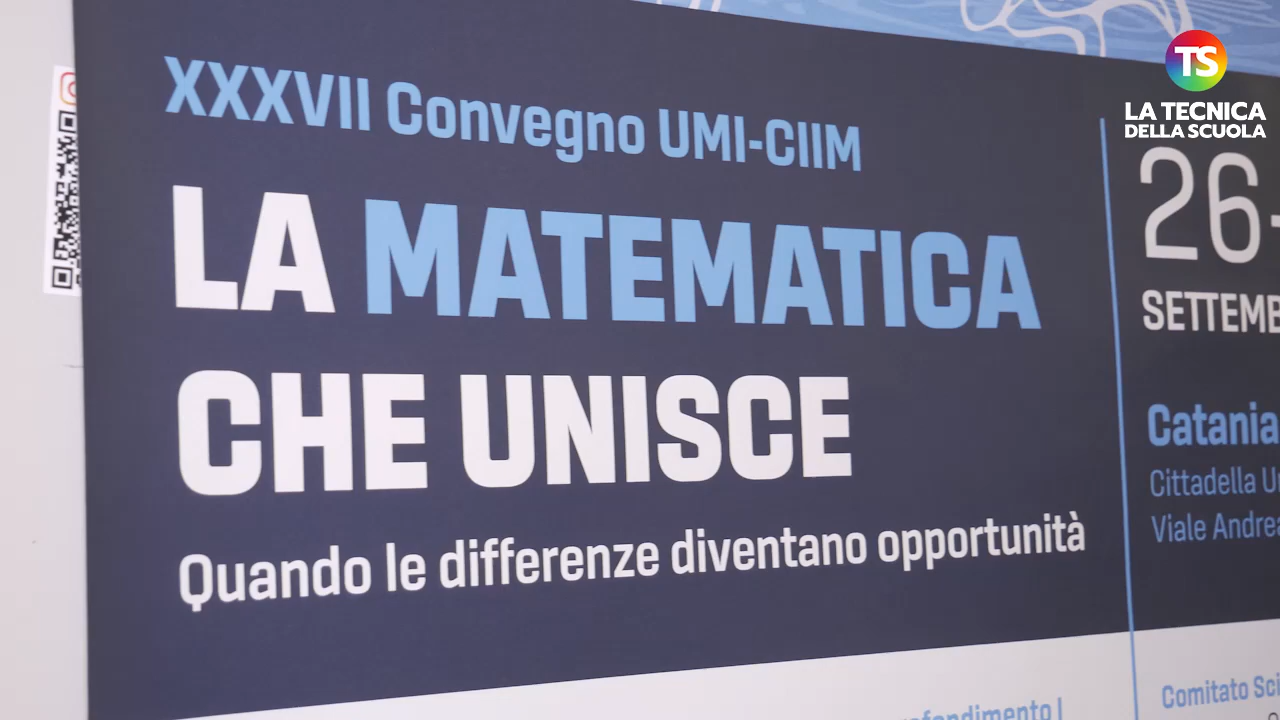 XXXVII Convegno UMI-CIIM
LA MATEMATICA
CHE UNISCE
Quando le differenze diventano opportunità
26-
SETTEMB
Catania
Cittadella
Viale Andrea
Comitato
TS
LA TECNICA
DELLA SCUOLA